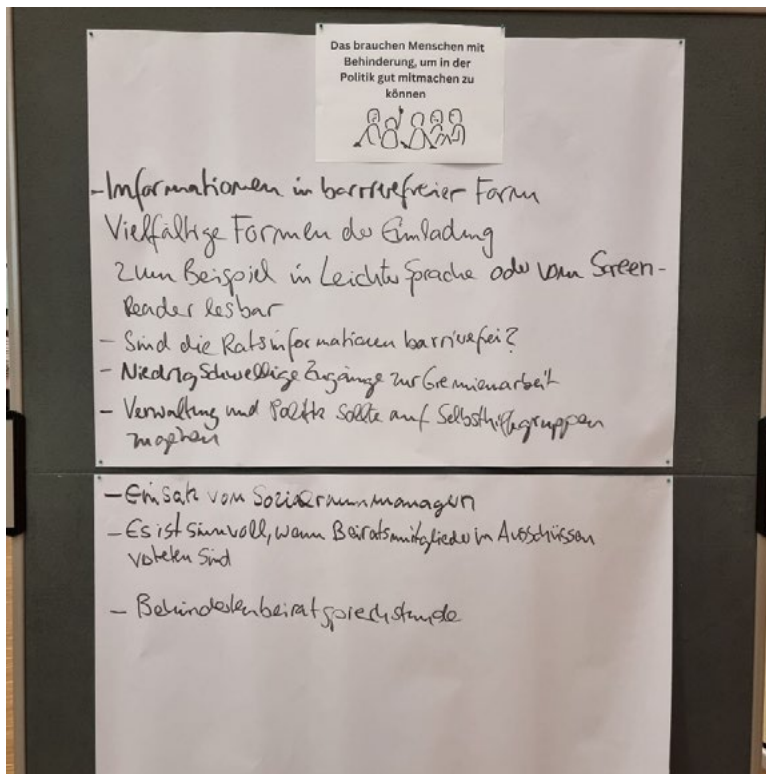 Das brauchen Menschen mit
Behinderung, um in der
Politik gut mitmachen zu
können
- Informationen in barrierefreier Form
Vielfältige Formen der Einladung
zum Beispiel in Leichter Sprache oder vom Screen-
Reader lesbar
- Sind die Ratsinformationen barrierefrei?
- Niedrigschwellige Zugänge zur Gremienarbeit
- Verwaltung und Politik sollte auf Selbsthilfegruppen
zugehen
- Einsatz von Sozialraummanagern
- Es ist sinnvoll, wenn Beiratsmitglieder in Ausschüssen
vertreten sind
- Behindertenbeiratsprechstunde